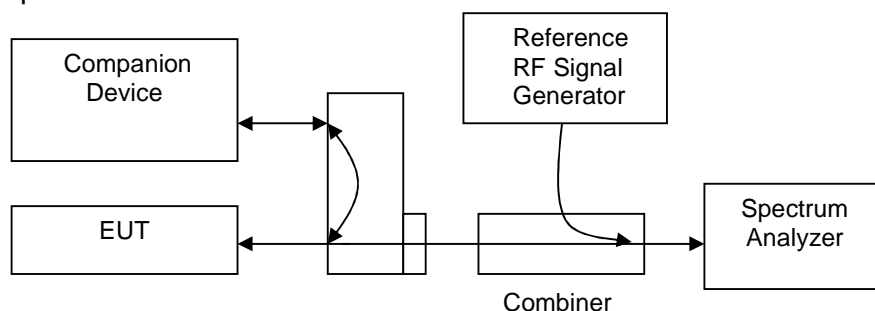 Companion
Device
Reference
RF Signal
Generator
EUT
Spectrum
Analyzer
Combiner